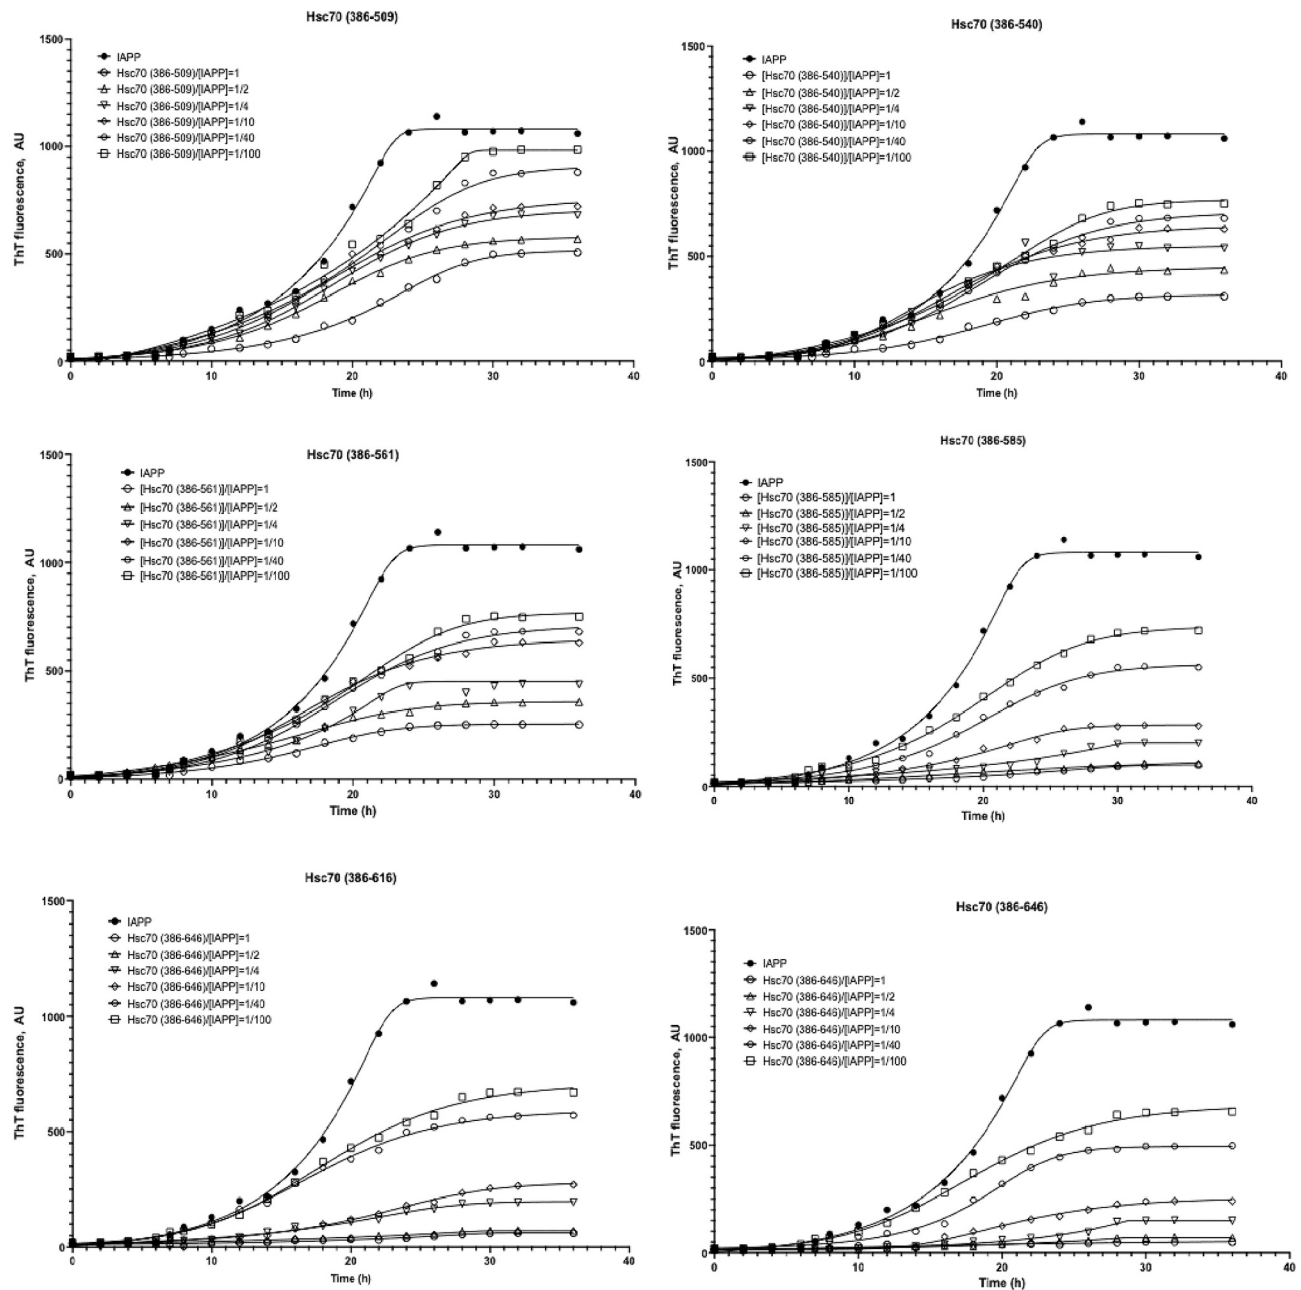 Hsc70 (386-509)
1500
1000
500
0
ThT fluorescence, AU
IAPP
Hsc70 (386-509)/[IAPP]=1
Hsc70 (386-509)/[IAPP]=1/2
Hsc70 (386-509)/[IAPP]=1/4
Hsc70 (386-509)/[IAPP]=1/10
Hsc70 (386-509)/[IAPP]=1/40
Hsc70 (386-509)/[IAPP]=1/100
0 10 20 30 40
Time (h)
Hsc70 (386-540)
1500
1000
500
0
ThT fluorescence, AU
IAPP
[Hsc70 (386-540)]/[IAPP]=1
[Hsc70 (386-540)]/[IAPP]=1/2
[Hsc70 (386-540)]/[IAPP]=1/4
[Hsc70 (386-540)]/[IAPP]=1/10
[Hsc70 (386-540)]/[IAPP]=1/40
[Hsc70 (386-540)]/[IAPP]=1/100
0 10 20 30 40
Time (h)
Hsc70 (386-561)
1500
1000
500
0
ThT fluorescence, AU
IAPP
[Hsc70 (386-561)]/[IAPP]=1
[Hsc70 (386-561)]/[IAPP]=1/2
[Hsc70 (386-561)]/[IAPP]=1/4
[Hsc70 (386-561)]/[IAPP]=1/10
[Hsc70 (386-561)]/[IAPP]=1/40
[Hsc70 (386-561)]/[IAPP]=1/100
0 10 20 30 40
Time (h)
Hsc70 (386-585)
1500
1000
500
0
ThT fluorescence, AU
IAPP
[Hsc70 (386-585)]/[IAPP]=1
[Hsc70 (386-585)]/[IAPP]=1/2
[Hsc70 (386-585)]/[IAPP]=1/4
[Hsc70 (386-585)]/[IAPP]=1/10
[Hsc70 (386-585)]/[IAPP]=1/40
[Hsc70 (386-585)]/[IAPP]=1/100
0 10 20 30 40
Time (h)
Hsc70 (386-616)
1500
1000
500
0
ThT fluorescence, AU
IAPP
Hsc70 (386-646)/[IAPP]=1
Hsc70 (386-646)/[IAPP]=1/2
Hsc70 (386-646)/[IAPP]=1/4
Hsc70 (386-646)/[IAPP]=1/10
Hsc70 (386-646)/[IAPP]=1/40
Hsc70 (386-646)/[IAPP]=1/100
0 10 20 30 40
Time (h)
Hsc70 (386-646)
1500
1000
500
0
ThT fluorescence, AU
IAPP
Hsc70 (386-646)/[IAPP]=1
Hsc70 (386-646)/[IAPP]=1/2
Hsc70 (386-646)/[IAPP]=1/4
Hsc70 (386-646)/[IAPP]=1/10
Hsc70 (386-646)/[IAPP]=1/40
Hsc70 (386-646)/[IAPP]=1/100
0 10 20 30 40
Time (h)